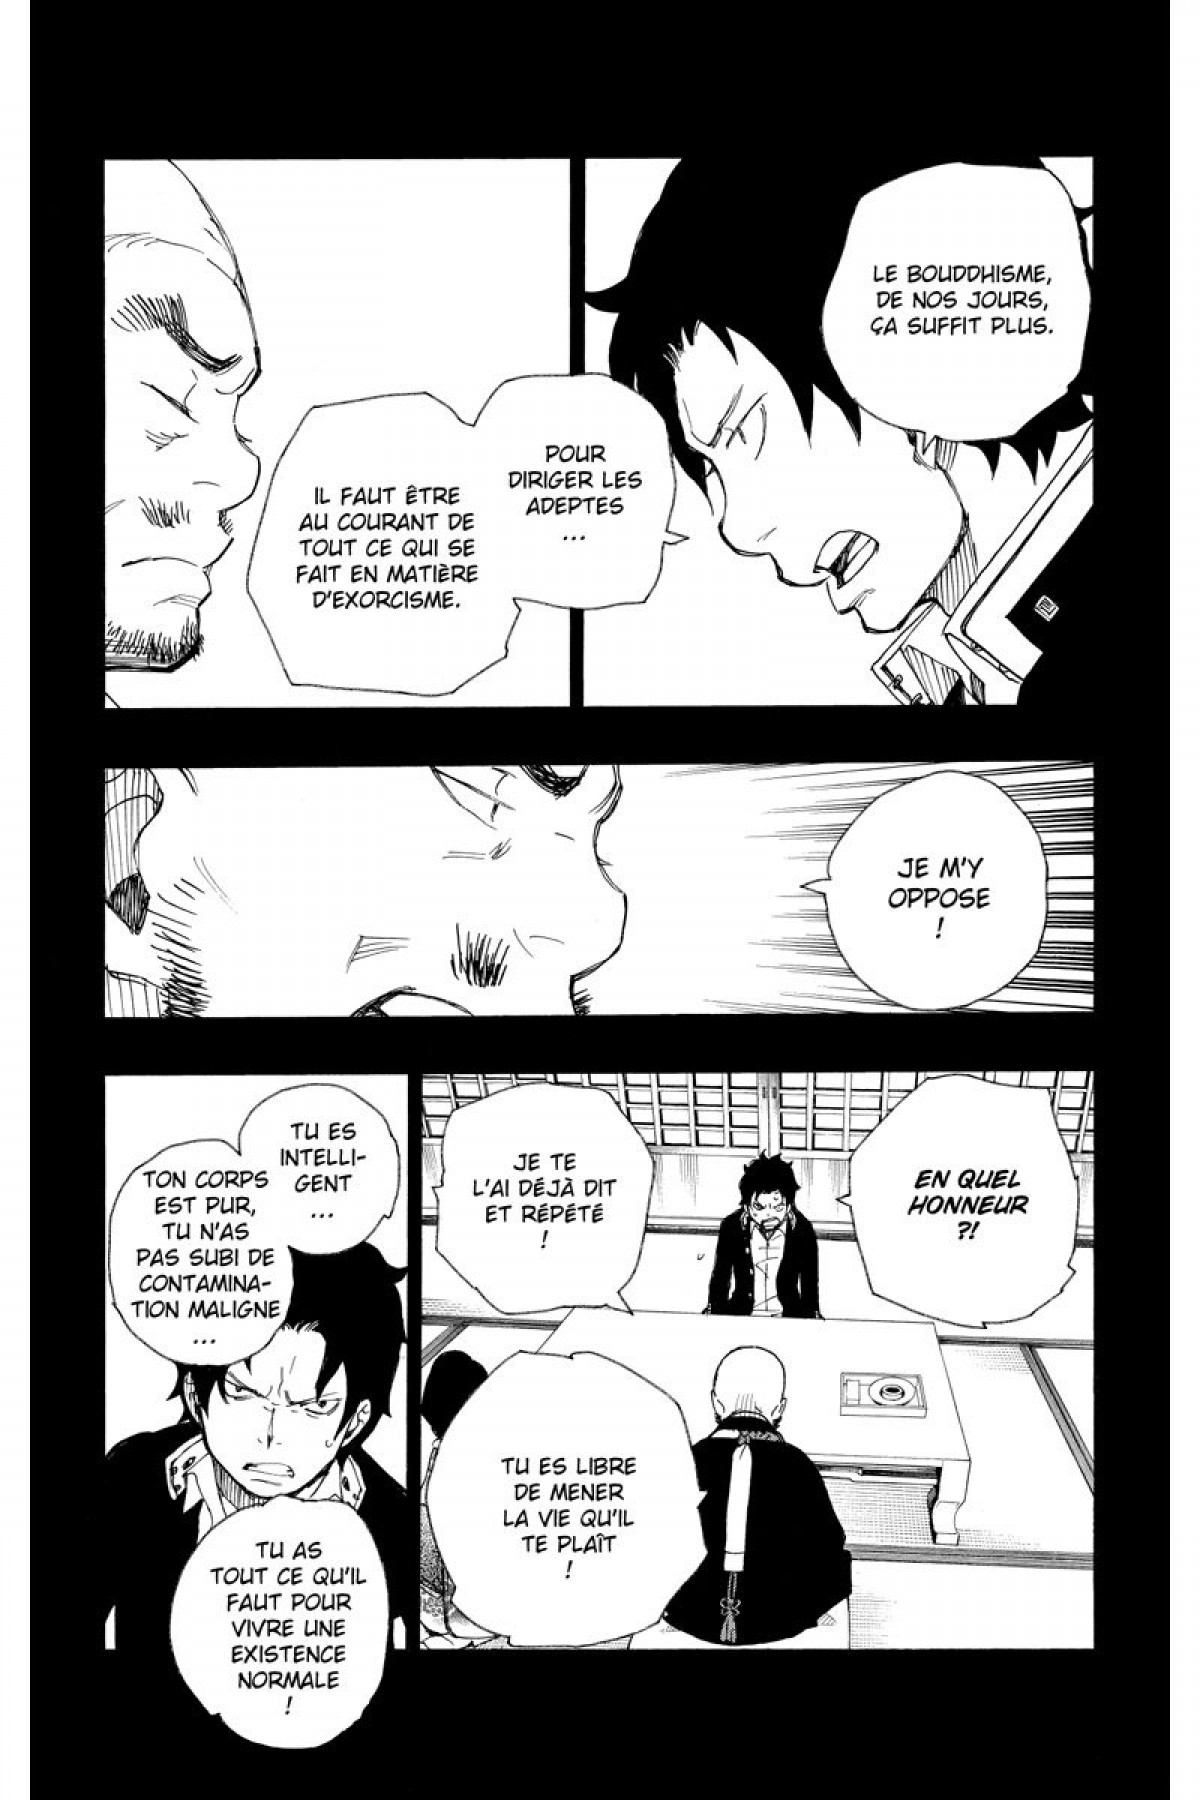 LE BOUDDHISME,
DE NOS JOURS,
ÇA SUFFIT PLUS.
POUR
DIRIGER LES
ADEPTES
...
IL FAUT ÊTRE
AU COURANT DE
TOUT CE QUI SE
FAIT EN MATIÈRE
D'EXORCISME.
JE M'Y
OPPOSE
!
EN QUEL
HONNEUR
?!
JE TE
L'AI DÉJÀ DIT
ET RÉPÉTÉ
!
TU ES LIBRE
DE MENER
LA VIE QU'IL
TE PLAÎT
!
TU ES
INTELLI-
GENT
...
TON CORPS
EST PUR,
TU N'AS
PAS SUBI DE
CONTAMINA-
TION MALIGNE
...
TU AS
TOUT CE QU'IL
FAUT POUR
VIVRE UNE
EXISTENCE
NORMALE
!